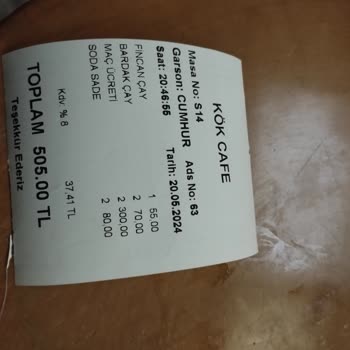 KÖK CAFE
Masa No: S14
Garson: CUMHUR Ads No: 63
Saat: 20:46:55 Tarih: 20.05.2024
FINCAN ÇAY 1 55.00
BARDAK ÇAY 2 70.00
MAÇ ÜCRETI 2 300,00
SODA SADE 2 80,00
Kdv. % 8 37,41 TL
TOPLAM 505.00 TL
Teşekkür Ederiz